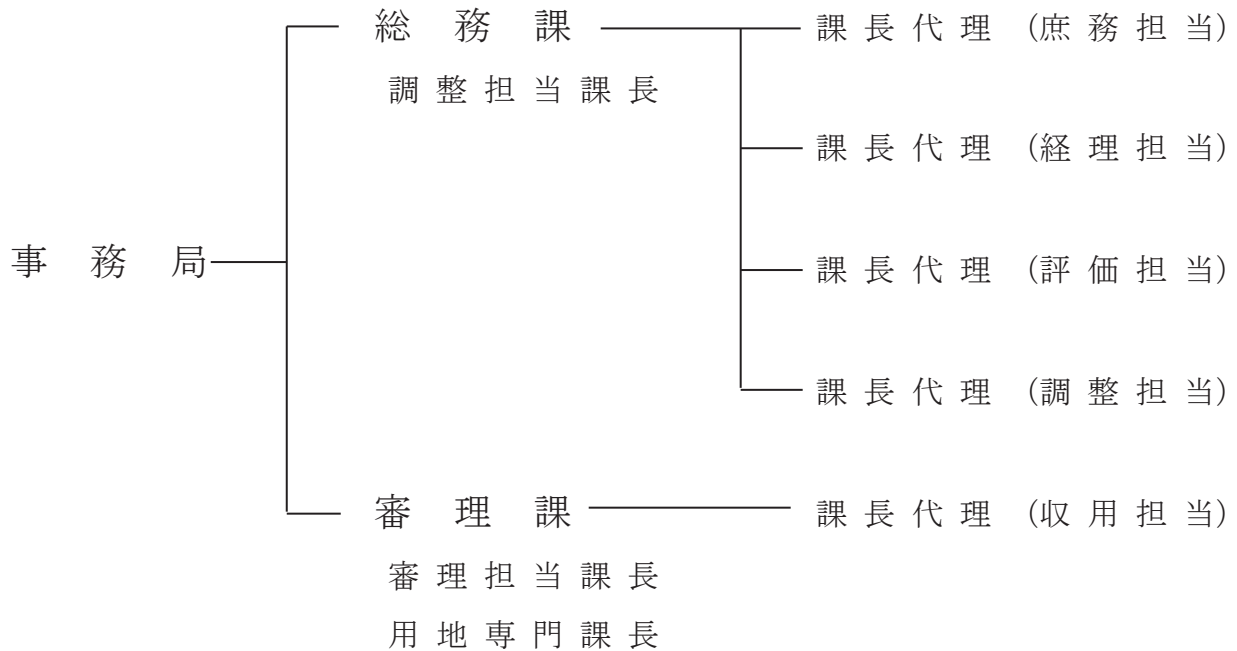 総務課 課長代理 (庶務担当)
調整担当課長
課長代理 (経理担当)
事務局 課長代理 (評価担当)
課長代理 (調整担当)
審理課 課長代理 (収用担当)
審理担当課長
用地専門課長